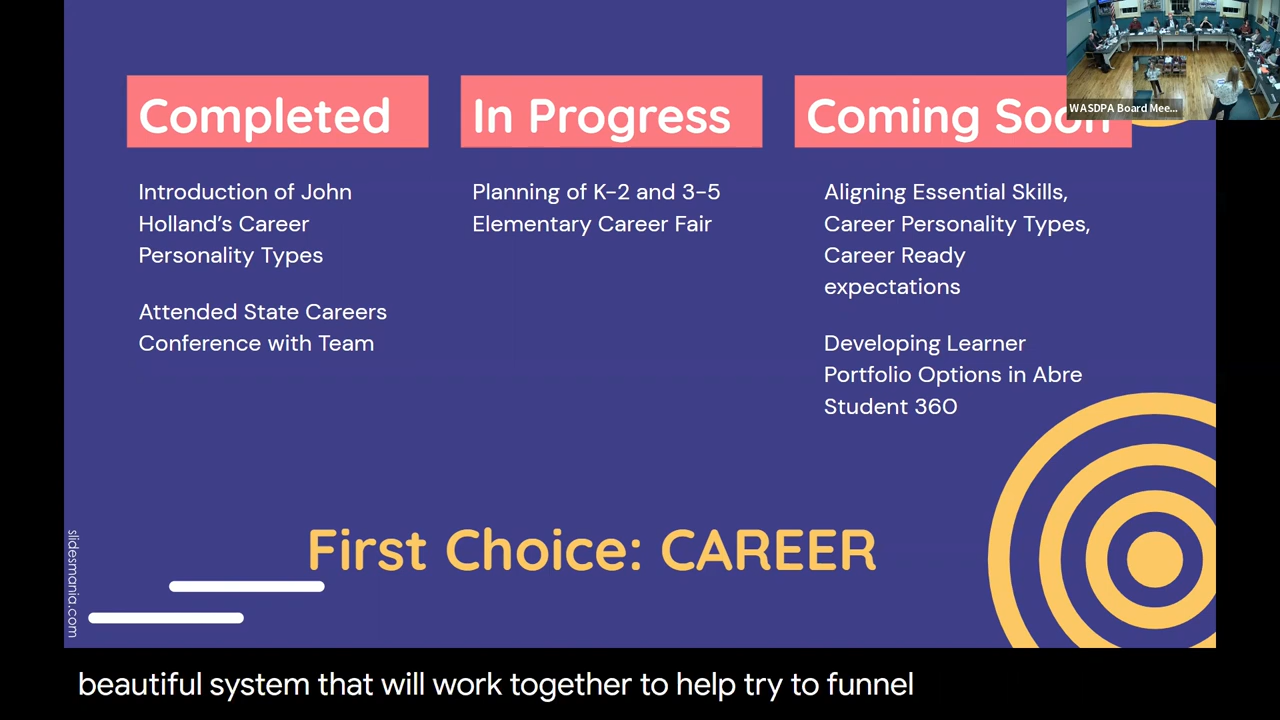 Completed
Introduction of John
Holland's Career
Personality Types
Attended State Careers
Conference with Team
In Progress
Planning of K-2 and 3-5
Elementary Career Fair
Coming Soon
Aligning Essential Skills,
Career Personality Types,
Career Ready
expectations
Developing Learner
Portfolio Options in Abre
Student 360
First Choice: CAREER
slidesmania.com
WASDPA Board Mee...
beautiful system that will work together to help try to funnel